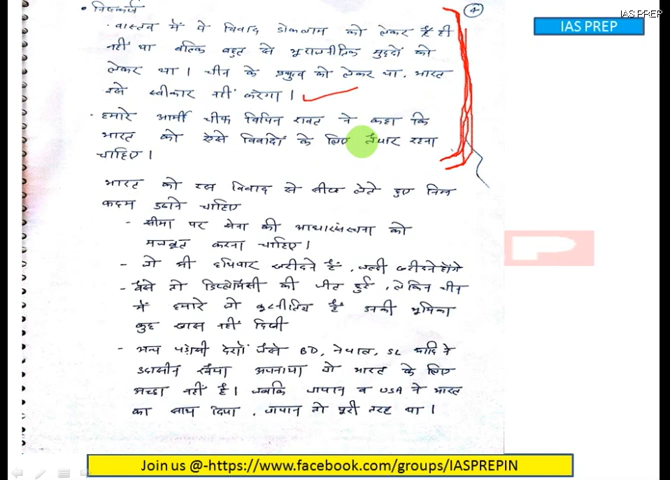 IAS PREP
④
IAS PREP
• निष्कर्ष
· वास्तव में ये विवाद डोकलाम को लेकर है ही
नहीं था बल्कि बहुत से भूराजनीतिक मुद्दों को
लेकर था। चीन के प्रभुत्व को लेकर था. भारत
उसे स्वीकार नहीं करेगा।
· हमारे आर्मी चीफ विपिन रावत ने कहा कि
भारत को ऐसे विवादों के लिए तैयार रहना
चाहिए।
भारत को इस विवाद से सीख लेते हुए निम्न
कदम उठाने चाहिए
- सीमा पर सेना की आधारसंरचना को
मजबूत करना चाहिए।
- जो भी हथियार खरीदने हैं, जल्दी खरीदने होंगे
- वैसे तो डिप्लोमेसी की जीत हुई, लेकिन चीन
में हमारे जो कूटनीतिज्ञ हैं उनकी भूमिका
कुछ खास नहीं दिखी
- अन्य पड़ोसी देशों जैसे BD, नेपाल, SL आदि ने
उदासीन रवैया अपनाया जो भारत के लिए
अच्छा नहीं है। जबकि जापान व USA ने भारत
का साथ दिया, जापान तो पूरी तरह था।
P
Join us @-https://www.facebook.com/groups/IASPREPIN